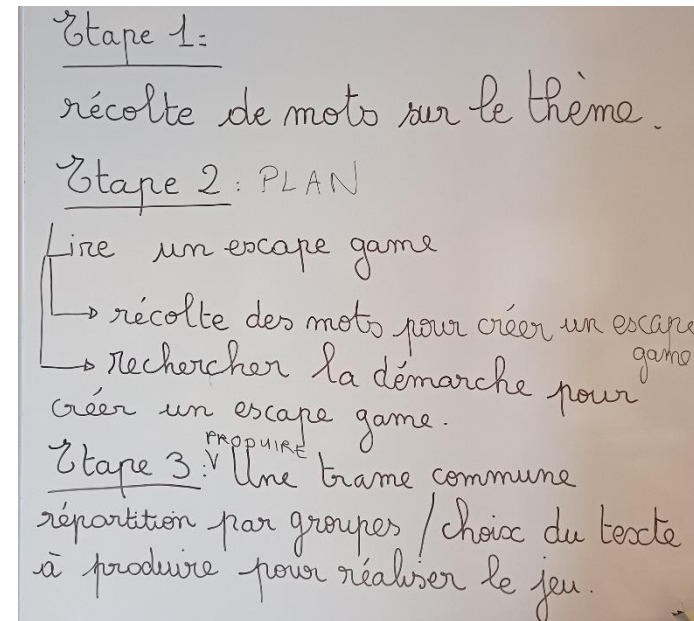 Etape 1:
récolte de mots sur le thème.
Etape 2 : PLAN
Lire un escape game
→ récolte des mots pour créer un escape
game
→ rechercher la démarche pour
créer un escape game.
PRODUIRE
Etape 3 : V Une trame commune
répartition par groupes / choix du texte
à produire pour réaliser le jeu.